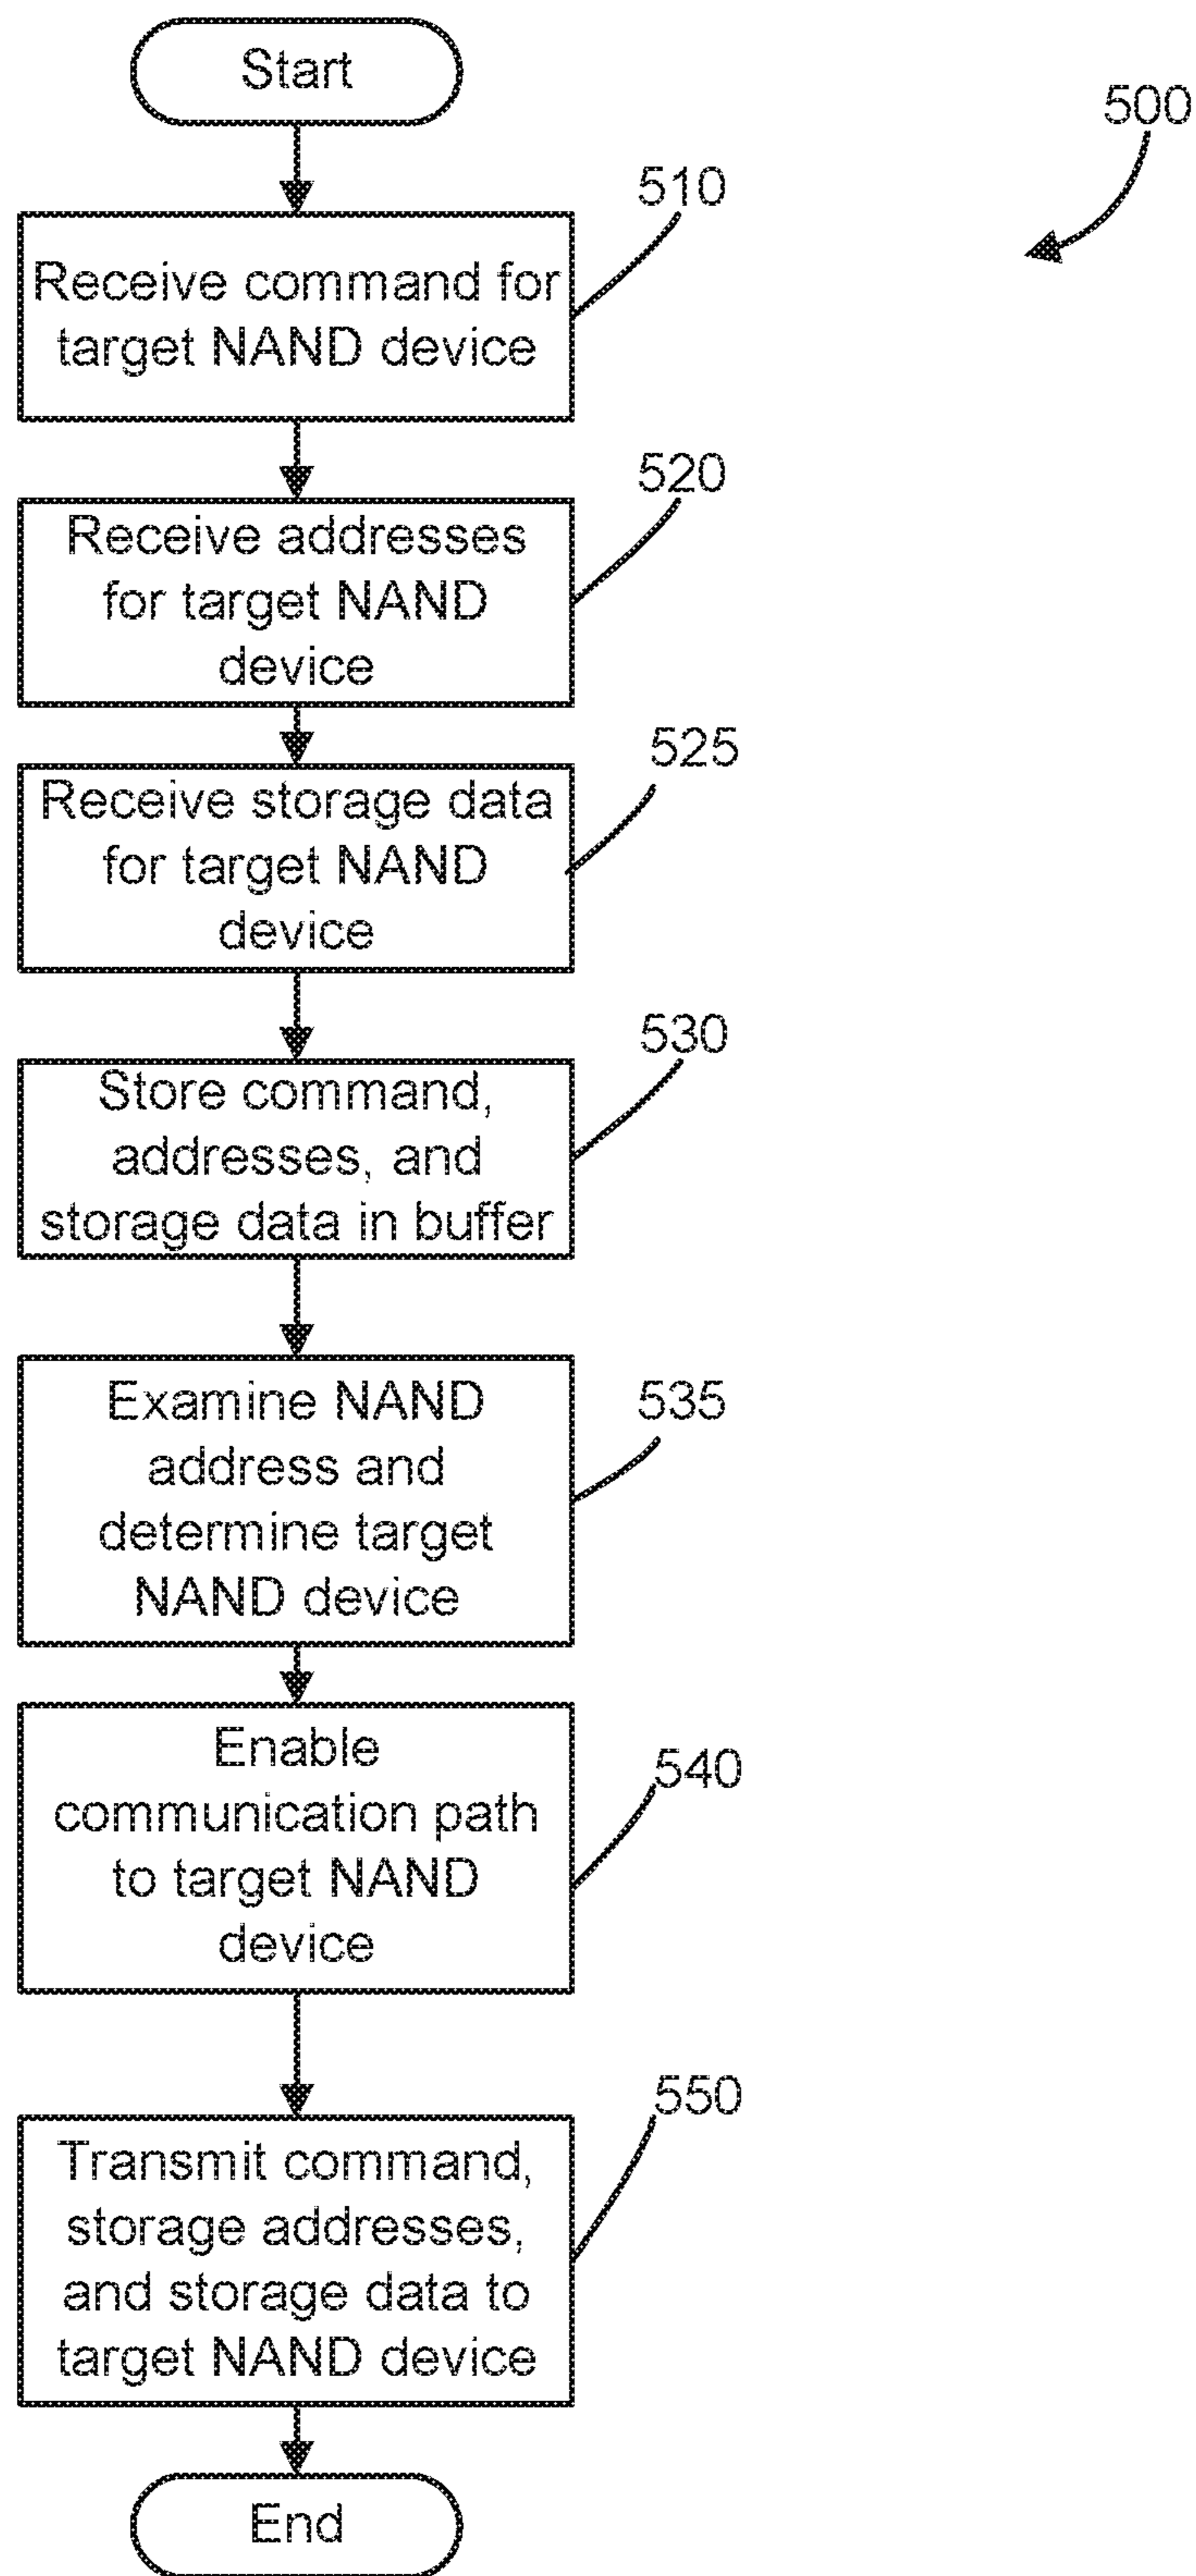 Start
500
510
Receive command for
target NAND device
520
Receive addresses
for target NAND
device
525
Receive storage data
for target NAND
device
530
Store command,
addresses, and
storage data in buffer
535
Examine NAND
address and
determine target
NAND device
540
Enable
communication path
to target NAND
device
550
Transmit command,
storage addresses,
and storage data to
target NAND device
End